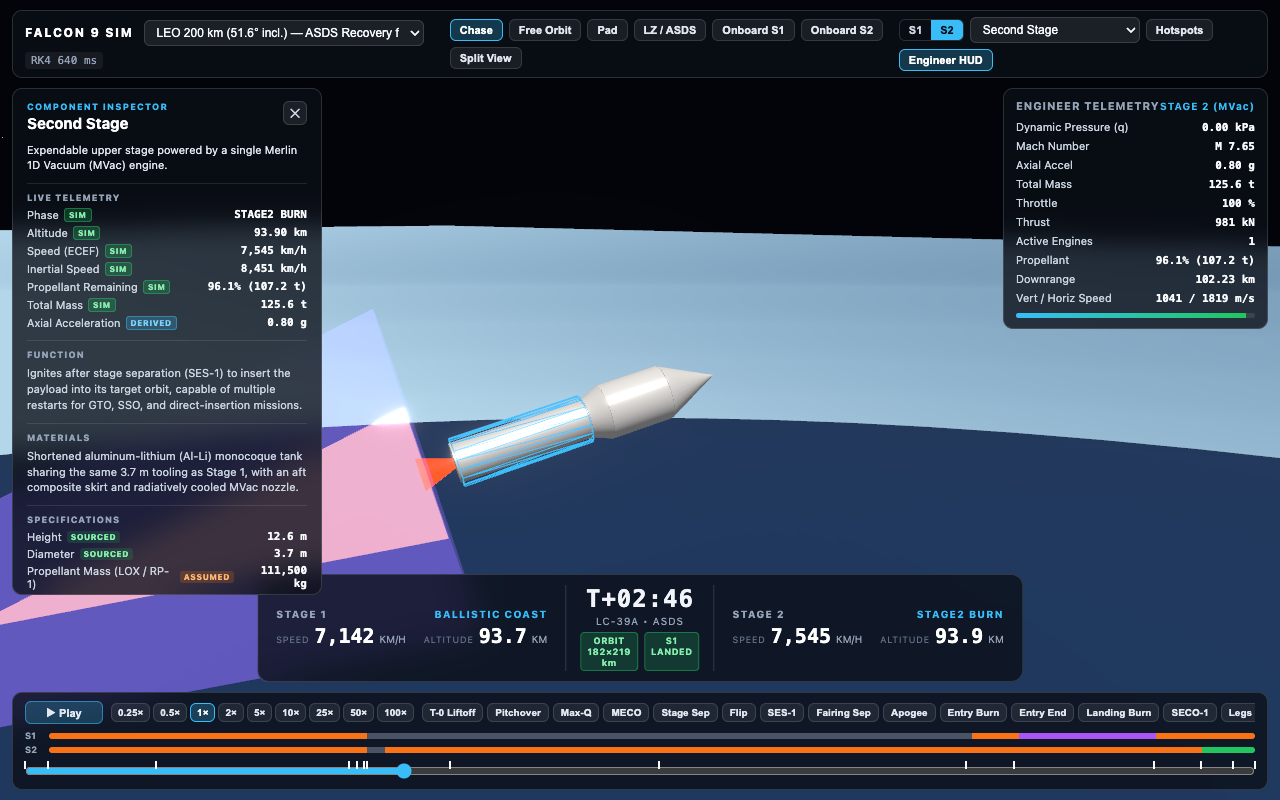 FALCON 9 SIM
LEO 200 km (51.6° incl.) — ASDS Recovery f
RK4 640 ms
Chase
Free Orbit
Pad
LZ / ASDS
Onboard S1
Onboard S2
Split View
S1
S2
Second Stage
Hotspots
Engineer HUD
COMPONENT INSPECTOR
Second Stage
Expendable upper stage powered by a single Merlin
1D Vacuum (MVac) engine.
LIVE TELEMETRY
Phase SIM STAGE2 BURN
Altitude SIM 93.90 km
Speed (ECEF) SIM 7,545 km/h
Inertial Speed SIM 8,451 km/h
Propellant Remaining SIM 96.1% (107.2 t)
Total Mass SIM 125.6 t
Axial Acceleration DERIVED 0.80 g
FUNCTION
Ignites after stage separation (SES-1) to insert the
payload into its target orbit, capable of multiple
restarts for GTO, SSO, and direct-insertion missions.
MATERIALS
Shortened aluminum-lithium (Al-Li) monocoque tank
sharing the same 3.7 m tooling as Stage 1, with an aft
composite skirt and radiatively cooled MVac nozzle.
SPECIFICATIONS
Height SOURCED 12.6 m
Diameter SOURCED 3.7 m
Propellant Mass (LOX / RP-
1) ASSUMED 111,500
kg
ENGINEER TELEMETRY STAGE 2 (MVac)
Dynamic Pressure (q) 0.00 kPa
Mach Number M 7.65
Axial Accel 0.80 g
Total Mass 125.6 t
Throttle 100 %
Thrust 981 kN
Active Engines 1
Propellant 96.1% (107.2 t)
Downrange 102.23 km
Vert / Horiz Speed 1041 / 1819 m/s
STAGE 1 BALLISTIC COAST
SPEED 7,142 KM/H ALTITUDE 93.7 KM
T+02:46
LC-39A • ASDS
ORBIT
182×219
km
S1
LANDED
STAGE 2 STAGE2 BURN
SPEED 7,545 KM/H ALTITUDE 93.9 KM
▶ Play
0.25×
0.5×
1×
2×
5×
10×
25×
50×
100×
T-0 Liftoff
Pitchover
Max-Q
MECO
Stage Sep
Flip
SES-1
Fairing Sep
Apogee
Entry Burn
Entry End
Landing Burn
SECO-1
Legs
S1
S2